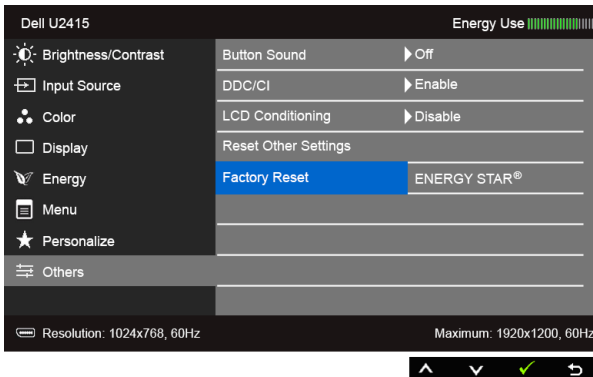 Dell U2415 Energy Use
Brightness/Contrast Button Sound Off
Input Source DDC/CI Enable
Color LCD Conditioning Disable
Display Reset Other Settings
Energy Factory Reset ENERGY STAR®
Menu
Personalize
Others
Resolution: 1024x768, 60Hz Maximum: 1920x1200, 60Hz